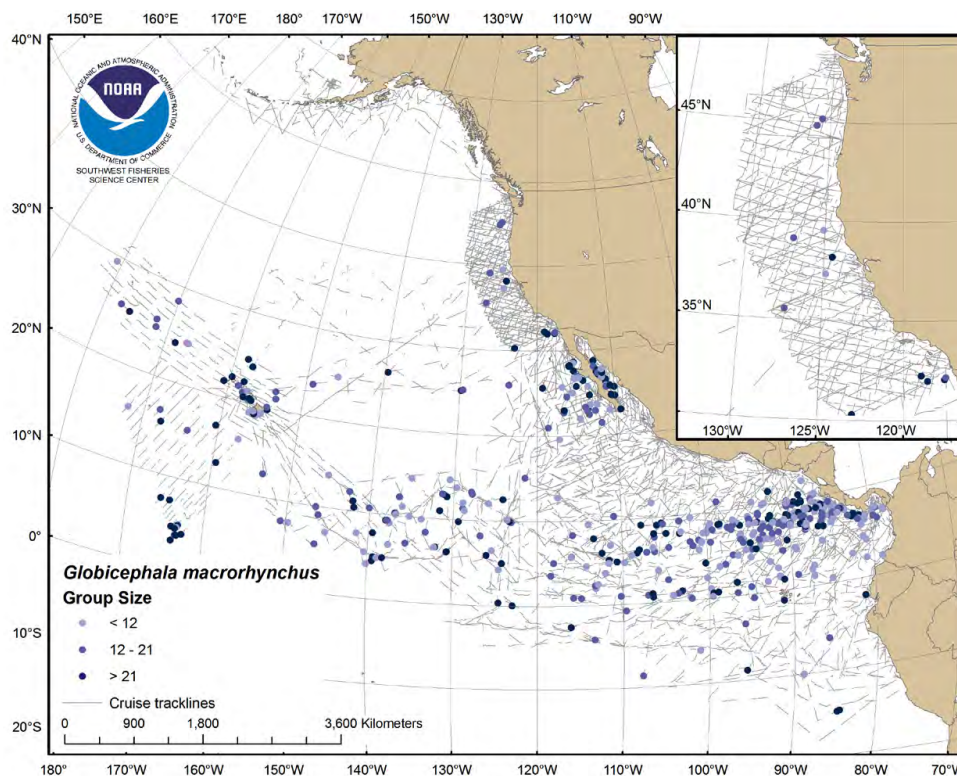 150°E 160°E 170°E 180° 170°W 150°W 130°W 110°W 90°W
40°N
30°N
20°N
10°N
0°
10°S
20°S
NATIONAL OCEANIC AND ATMOSPHERIC ADMINISTRATION
NOAA
U.S. DEPARTMENT OF COMMERCE
SOUTHWEST FISHERIES
SCIENCE CENTER
45°N
40°N
35°N
130°W 125°W 120°W
Globicephala macrorhynchus
Group Size
< 12
12 - 21
> 21
Cruise tracklines
0 900 1,800 3,600 Kilometers
180° 170°W 160°W 140°W 130°W 120°W 110°W 100°W 90°W 80°W 70°W